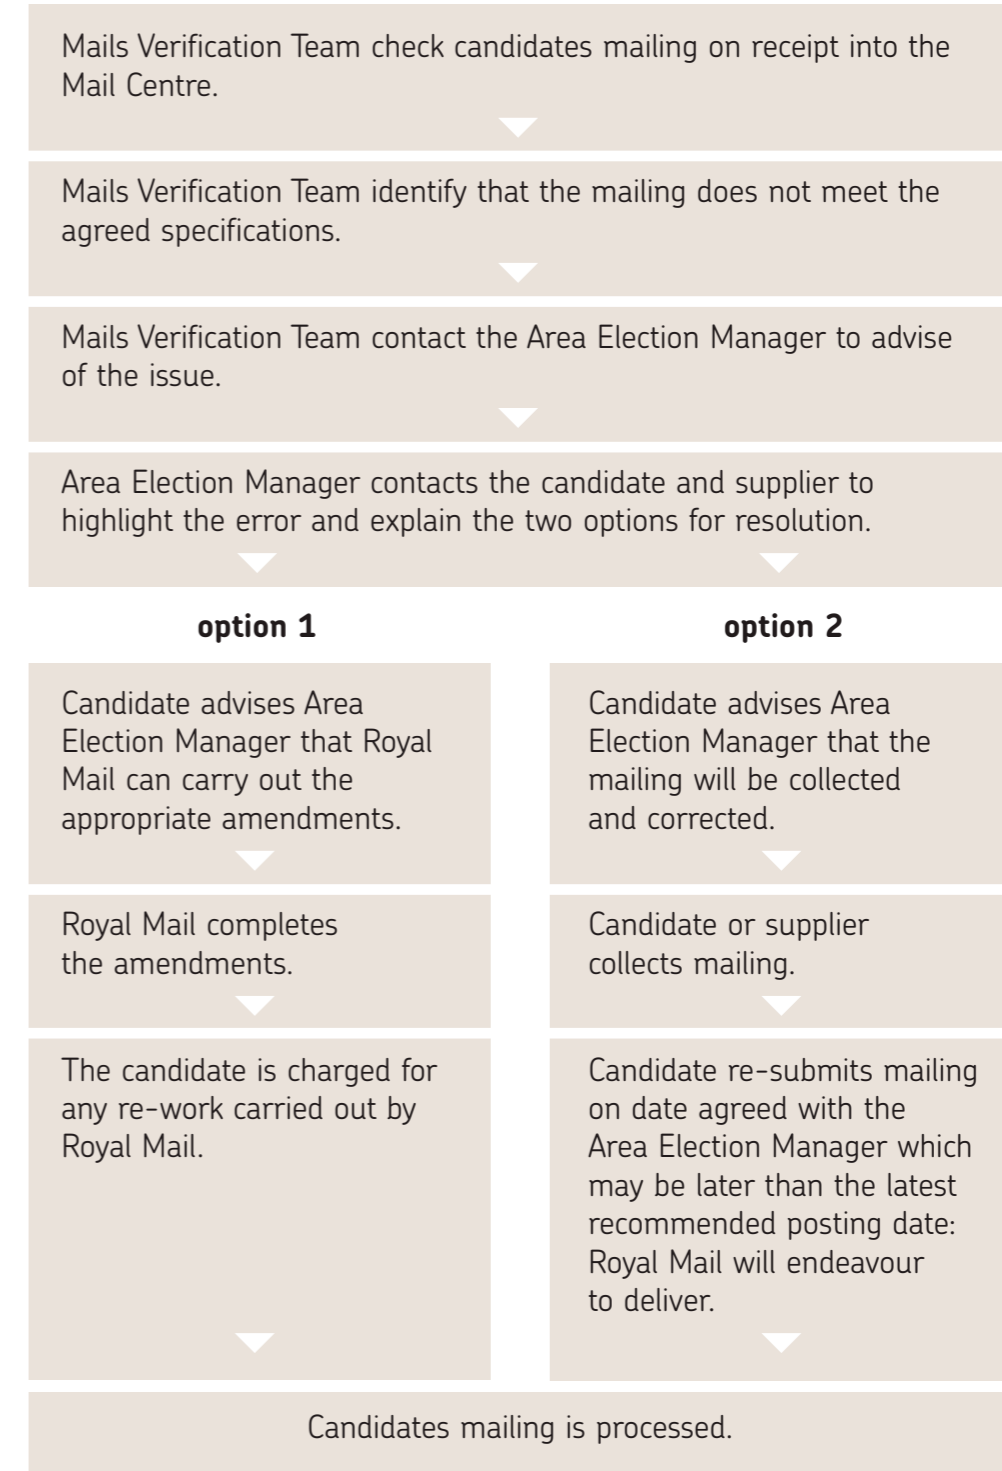 Mails Verification Team check candidates mailing on receipt into the
Mail Centre.
Mails Verification Team identify that the mailing does not meet the
agreed specifications.
Mails Verification Team contact the Area Election Manager to advise
of the issue.
Area Election Manager contacts the candidate and supplier to
highlight the error and explain the two options for resolution.
option 1
Candidate advises Area
Election Manager that Royal
Mail can carry out the
appropriate amendments.
Royal Mail completes
the amendments.
The candidate is charged for
any re-work carried out by
Royal Mail.
option 2
Candidate advises Area
Election Manager that the
mailing will be collected
and corrected.
Candidate or supplier
collects mailing.
Candidate re-submits mailing
on date agreed with the
Area Election Manager which
may be later than the latest
recommended posting date:
Royal Mail will endeavour
to deliver.
Candidates mailing is processed.